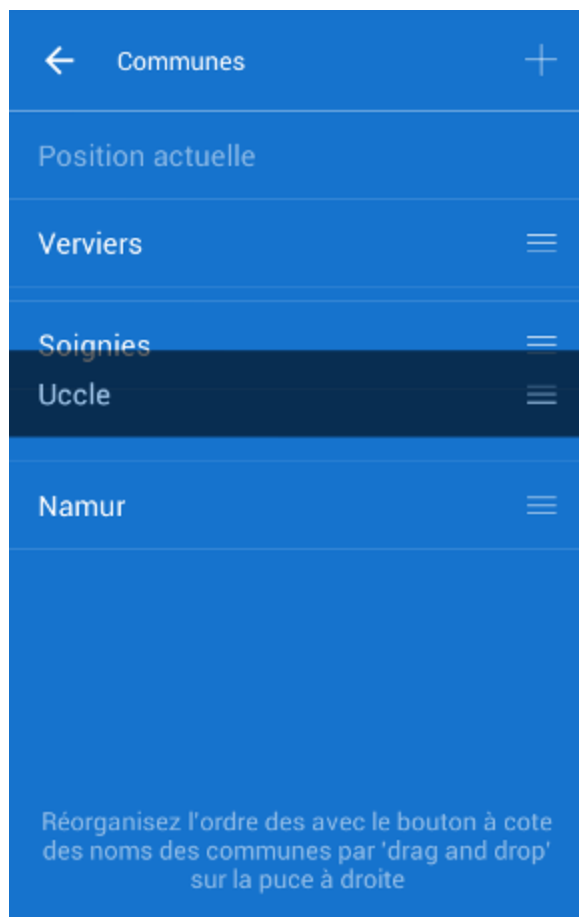 Communes
Position actuelle
Verviers
Soignies
Uccle
Namur
Réorganisez l'ordre des avec le bouton à cote
des noms des communes par 'drag and drop'
sur la puce à droite